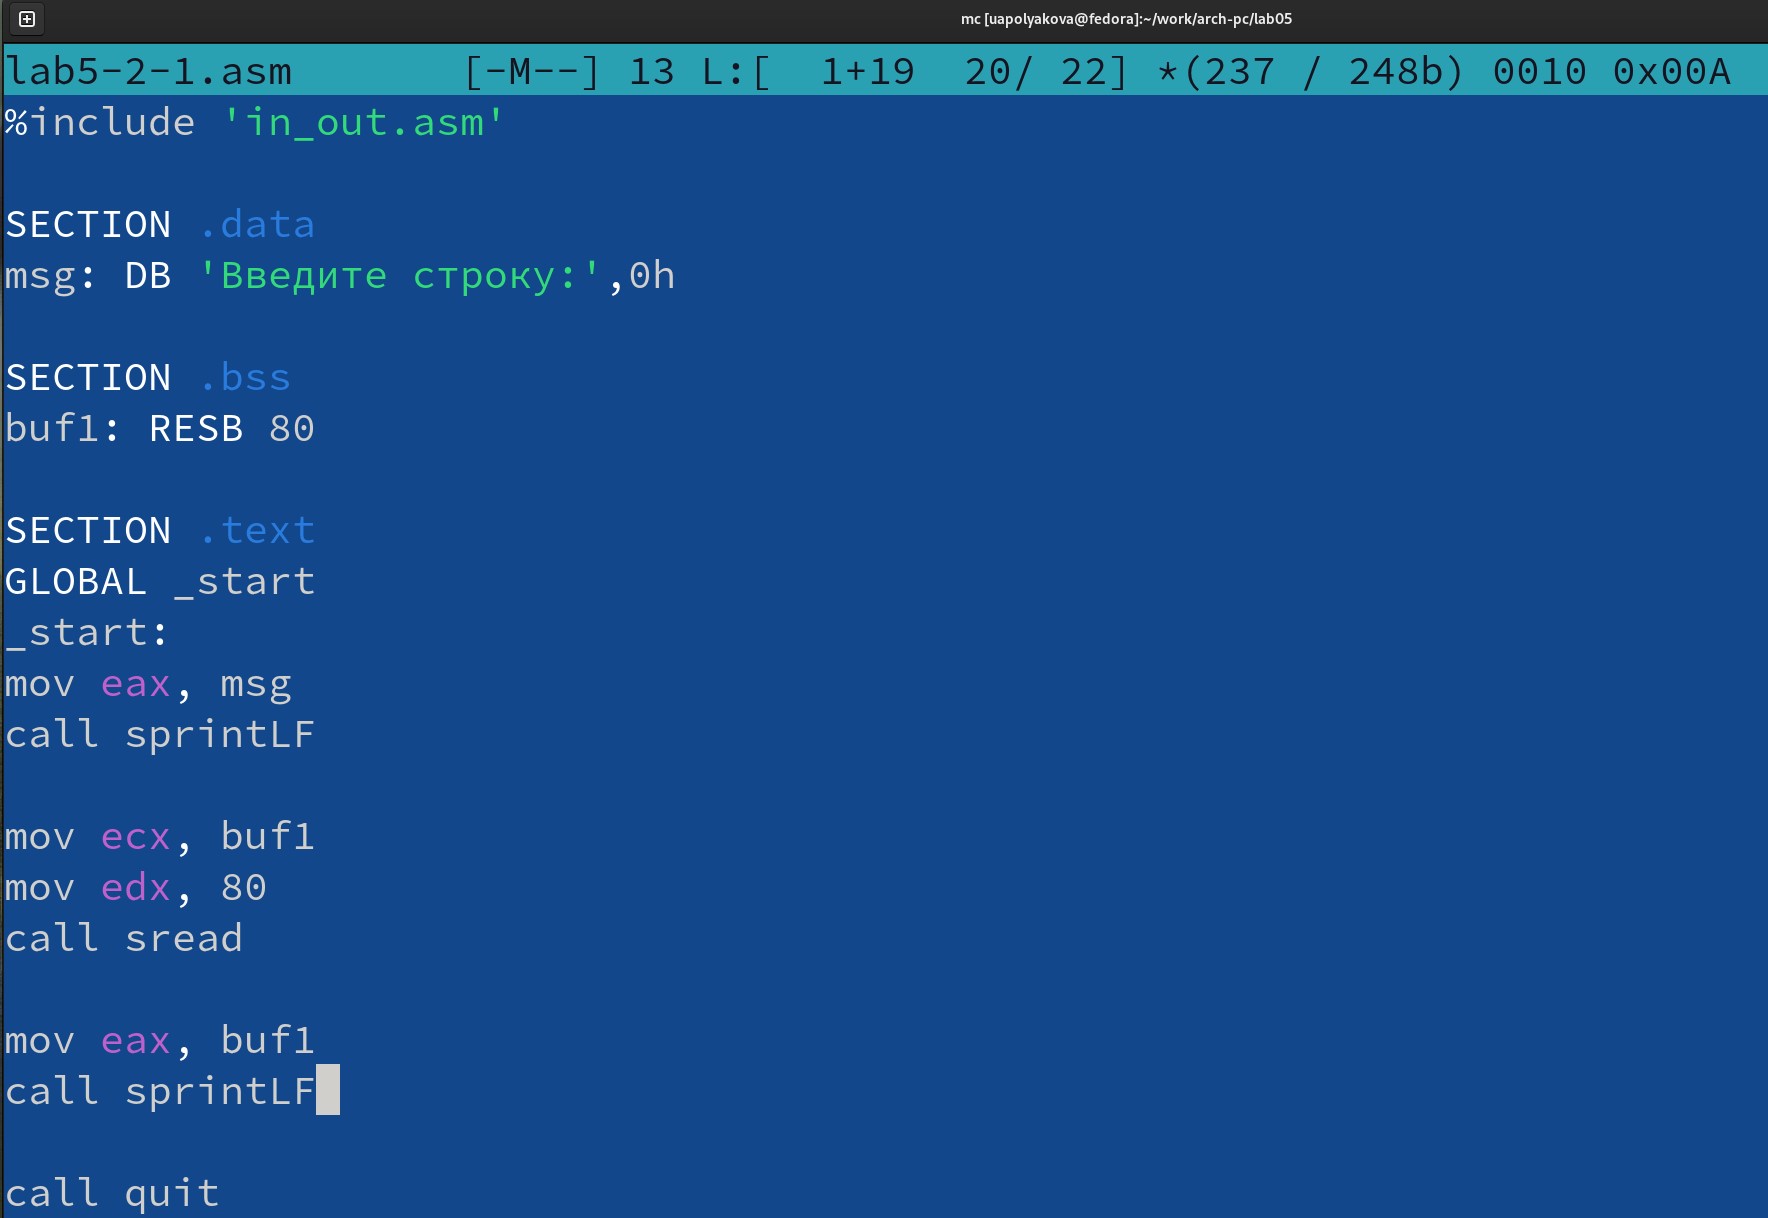 mc [uapolyakova@fedora]:~/work/arch-pc/lab05
lab5-2-1.asm       [-M--] 13 L:[  1+19  20/ 22] *(237 / 248b) 0010 0x00A
%include 'in_out.asm'
SECTION .data
msg: DB 'Введите строку:',0h
SECTION .bss
buf1: RESB 80
SECTION .text
GLOBAL _start
_start:
mov eax, msg
call sprintLF
mov ecx, buf1
mov edx, 80
call sread
mov eax, buf1
call sprintLF
call quit